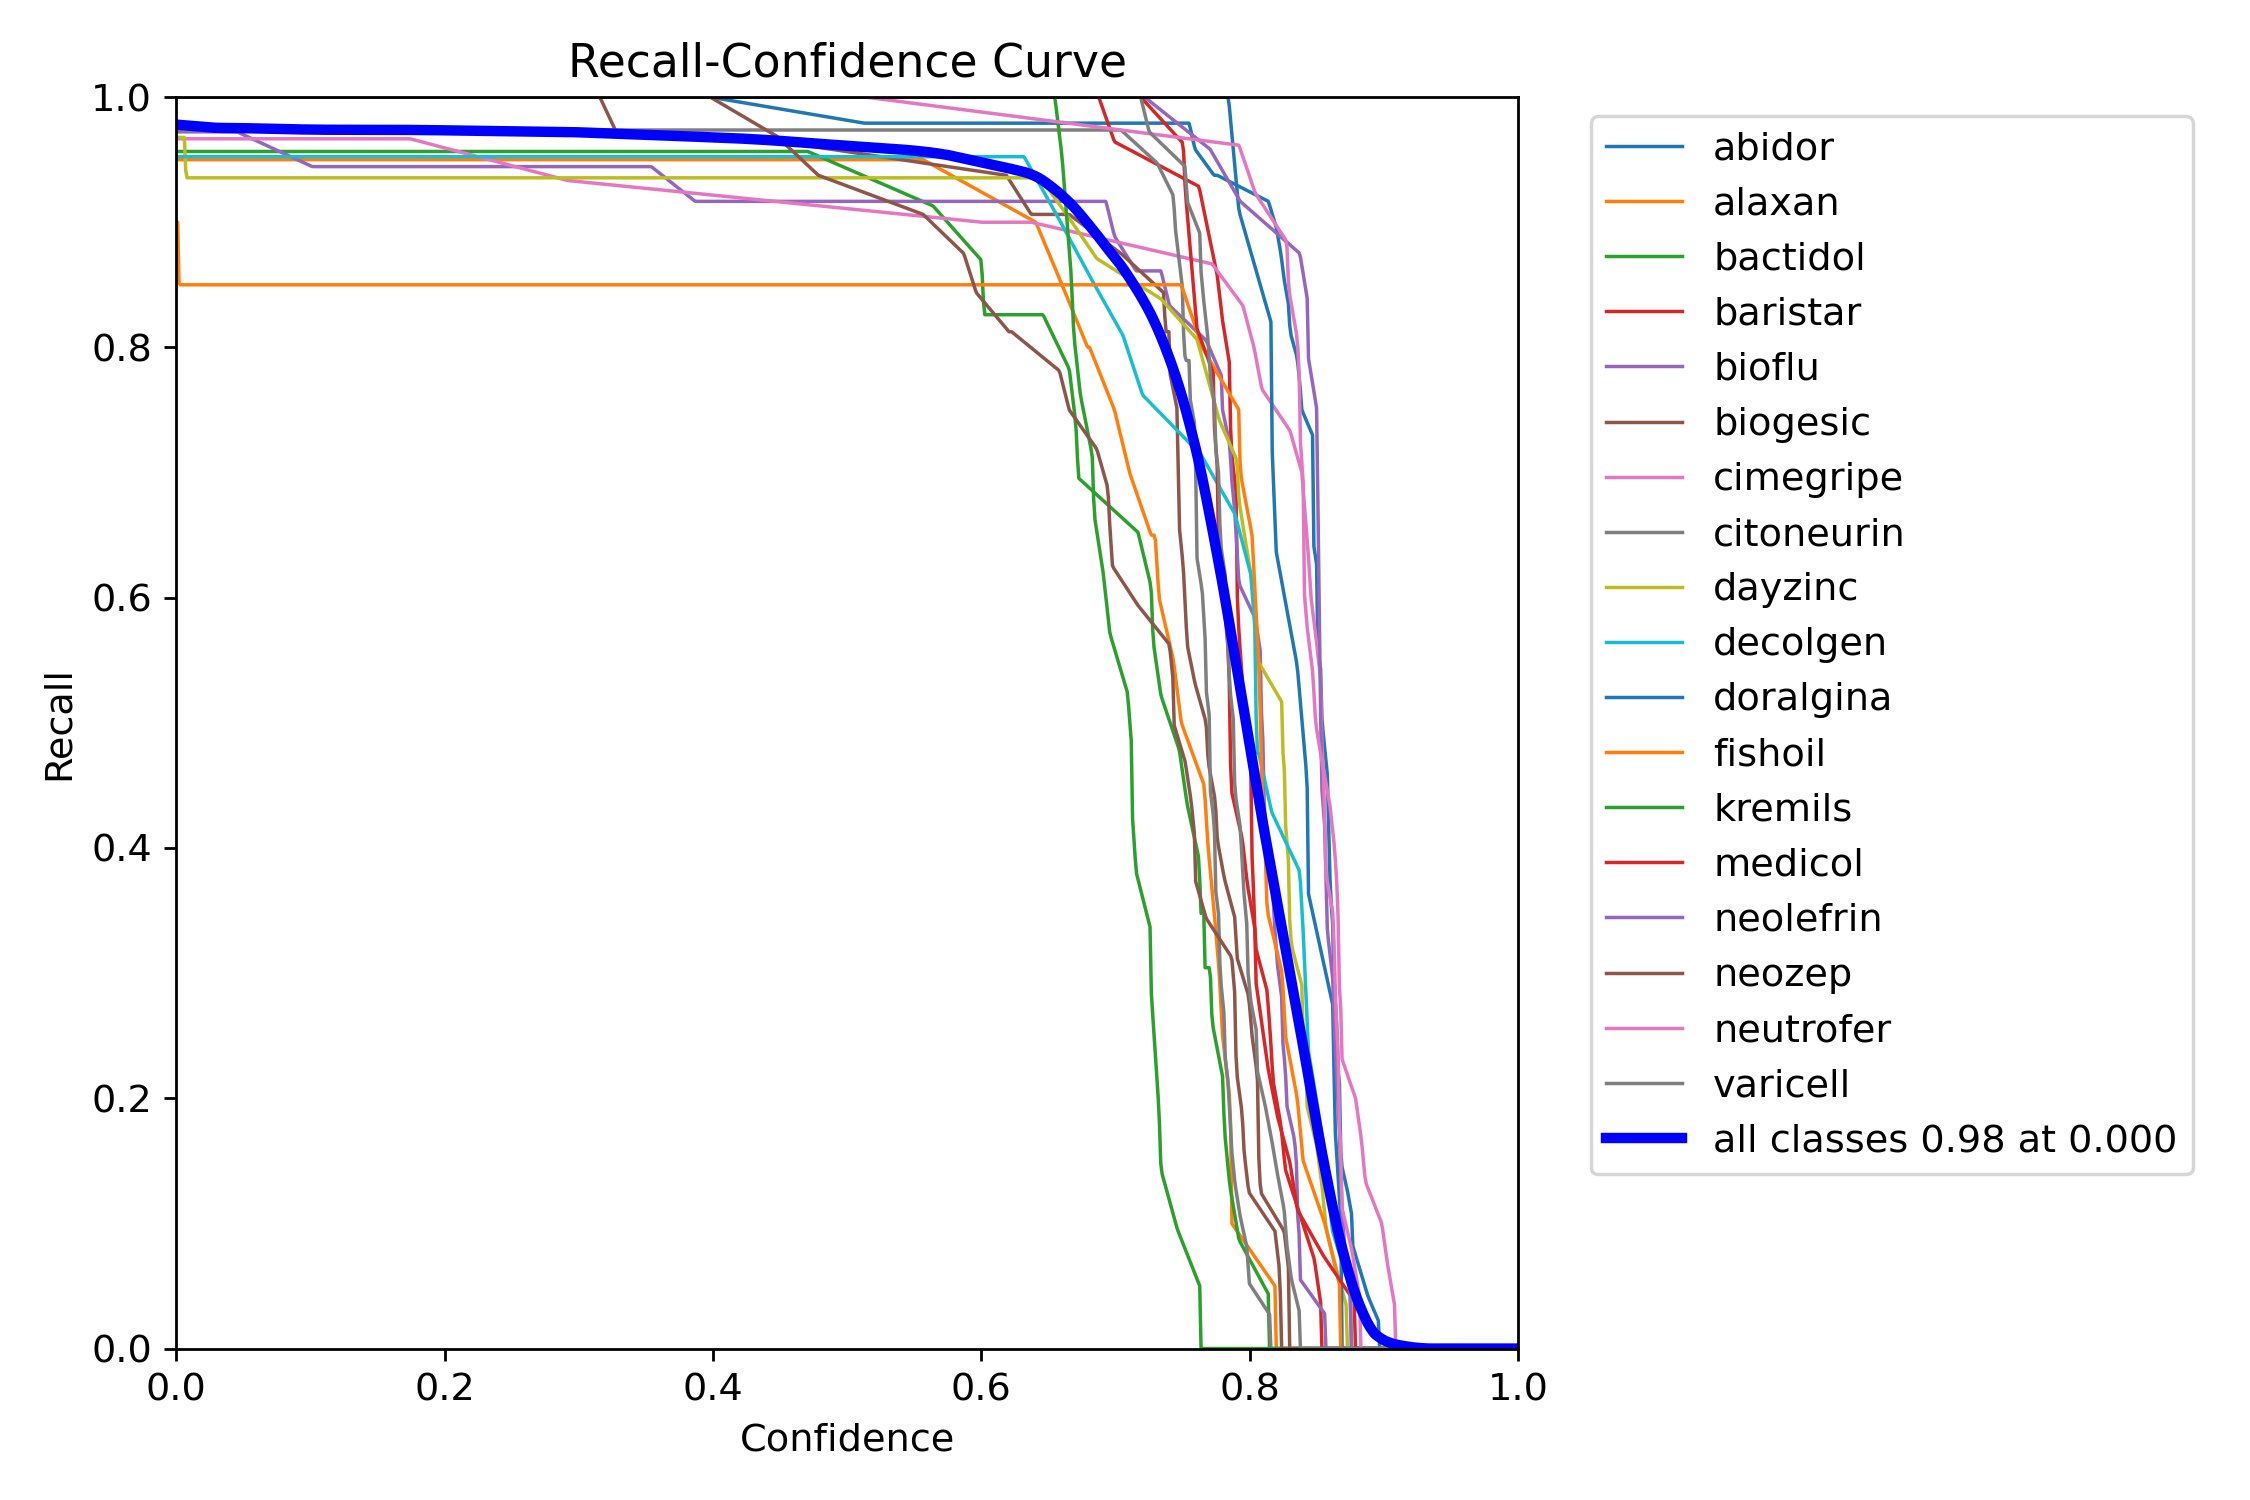 Recall-Confidence Curve
1.0
0.8
0.6
0.4
0.2
0.0
Recall
0.0 0.2 0.4 0.6 0.8 1.0
Confidence
abidor
alaxan
bactidol
baristar
bioflu
biogesic
cimegripe
citoneurin
dayzinc
decolgen
doralgina
fishoil
kremils
medicol
neolefrin
neozep
neutrofer
varicell
all classes 0.98 at 0.000